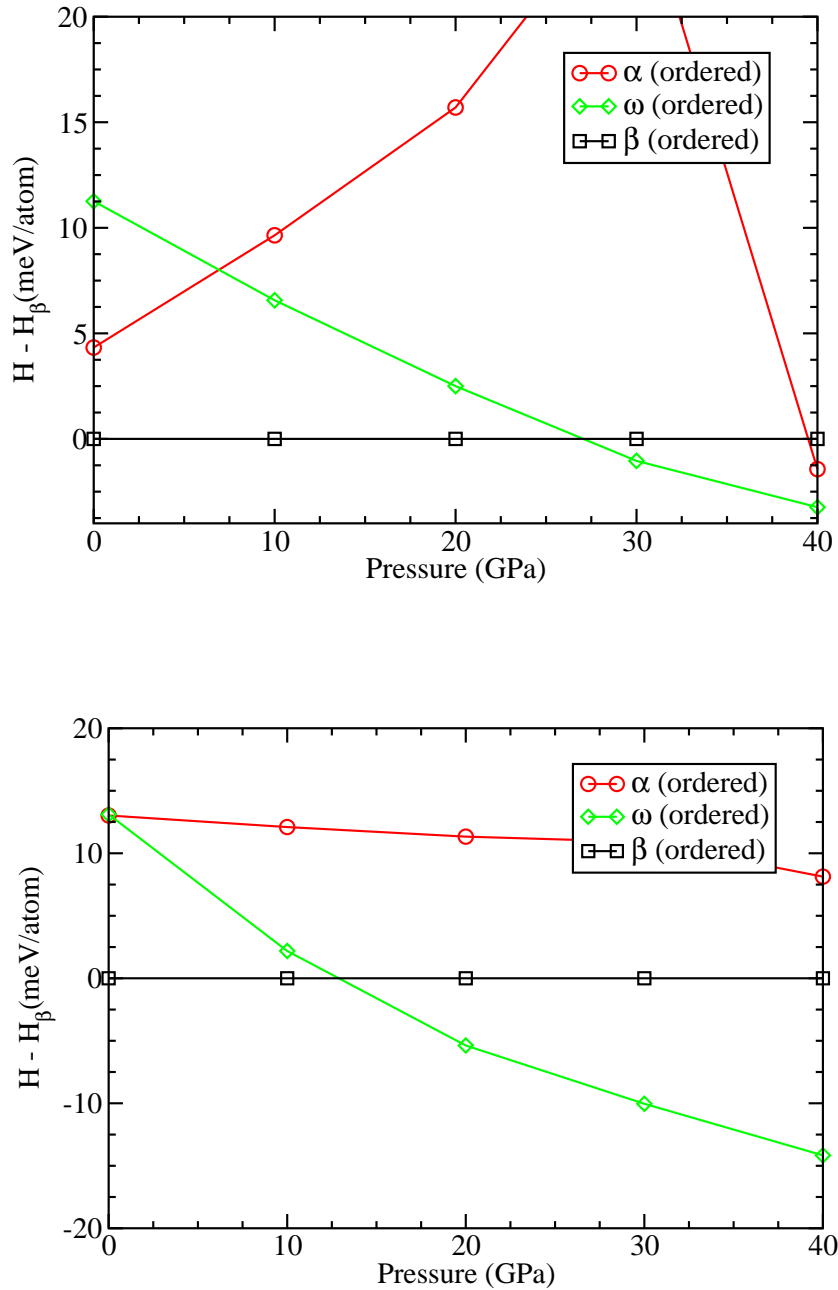 20
15
10
5
0
H - Hβ(meV/atom)
α (ordered)
ω (ordered)
β (ordered)
0 10 20 30 40
Pressure (GPa)
20
10
0
-10
-20
H - Hβ(meV/atom)
α (ordered)
ω (ordered)
β (ordered)
0 10 20 30 40
Pressure (GPa)